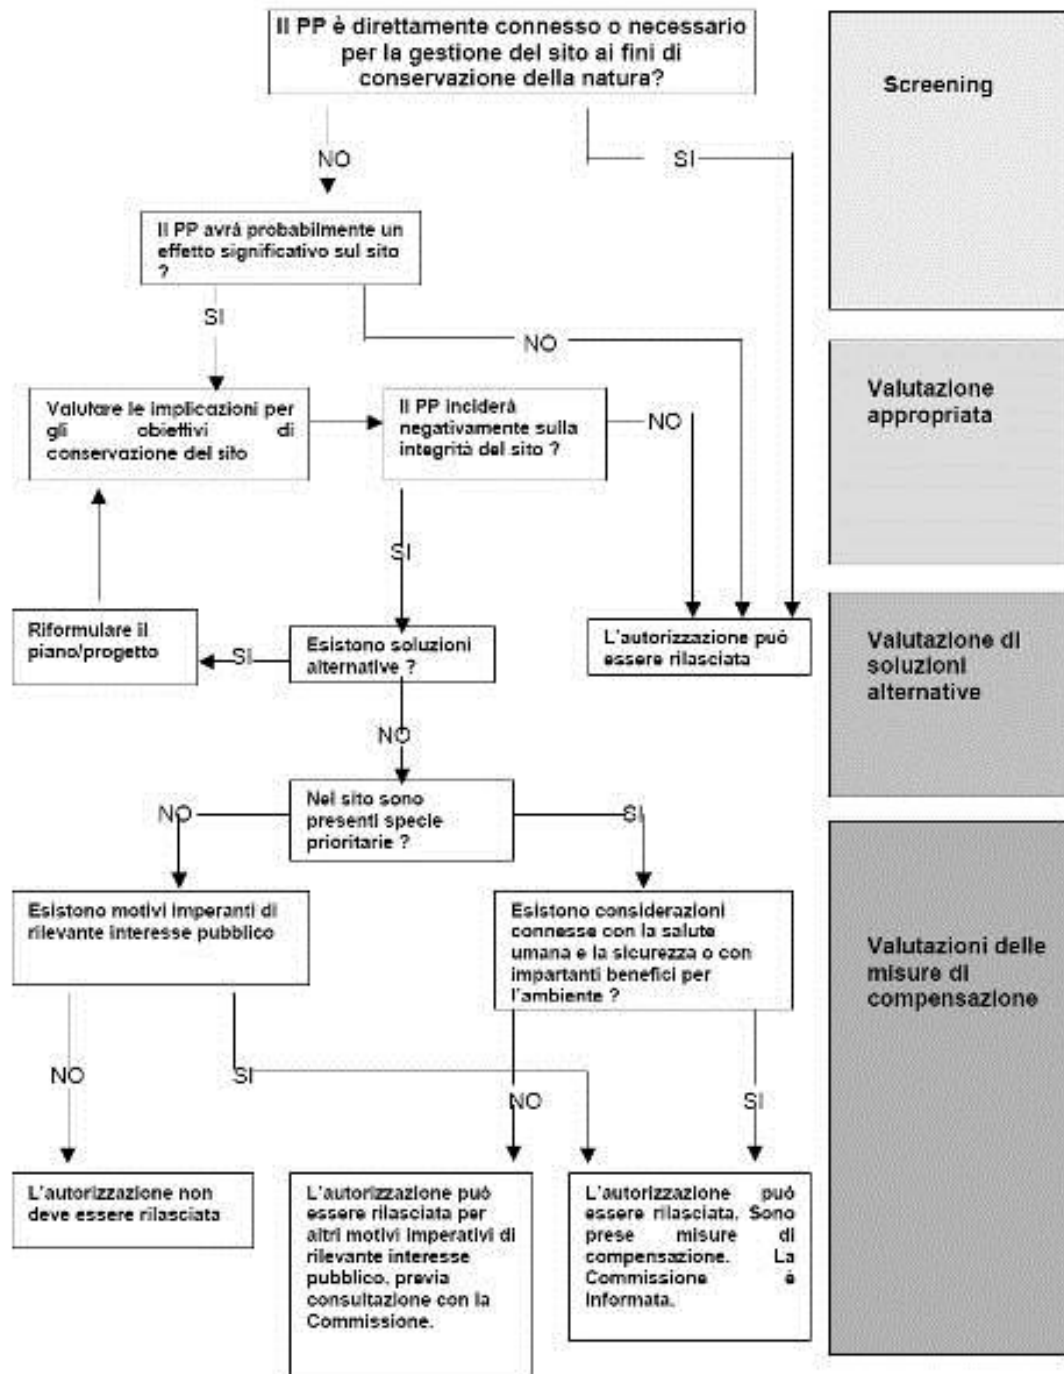 Il PP è direttamente connesso o necessario
per la gestione del sito ai fini di
conservazione della natura?
Screening
NO
SI
Il PP avrà probabilmente un
effetto significativo sul sito
?
SI
NO
Valutazione
appropriata
Valutare le implicazioni per
gli obiettivi di
conservazione del sito
Il PP inciderà
negativamente sulla
integrità del sito ?
NO
SI
Riformulare il
piano/progetto
SI
Esistono soluzioni
alternative ?
L'autorizzazione può
essere rilasciata
Valutazione di
soluzioni
alternative
NO
Nel sito sono
presenti specie
prioritarie ?
NO
SI
Esistono motivi imperanti di
rilevante interesse pubblico
Esistono considerazioni
connesse con la salute
umana e la sicurezza o con
impartanti benefici per
l'ambiente ?
Valutazioni delle
misure di
compensazione
NO
SI
NO
SI
L'autorizzazione non
deve essere rilasciata
L'autorizzazione può
essere rilasciata per
altri motivi imperativi di
rilevante interesse
pubblico, previa
consultazione con la
Commissione.
L'autorizzazione può
essere rilasciata. Sono
prese misure di
compensazione. La
Commissione è
informata.